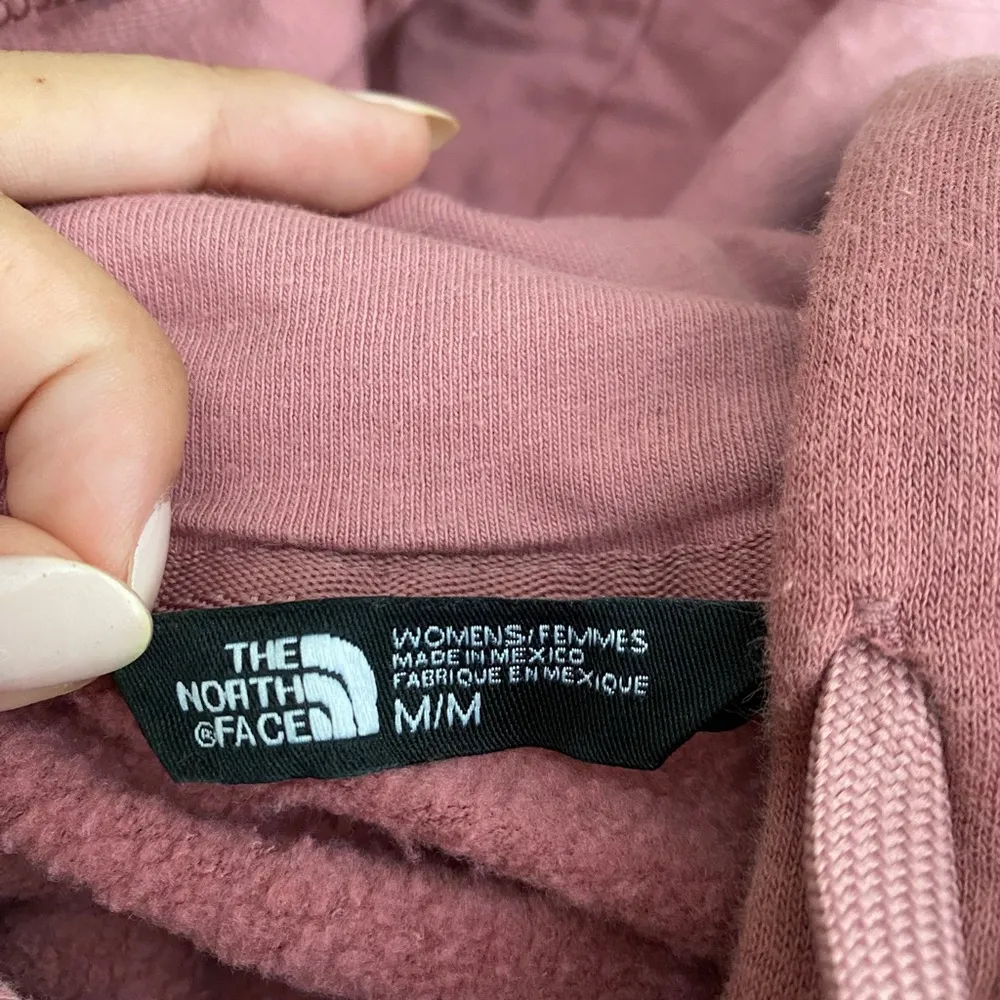 THE
NORTH
®FACE
WOMENS/FEMMES
MADE IN MEXICO
FABRIQUE EN MEXIQUE
M/M